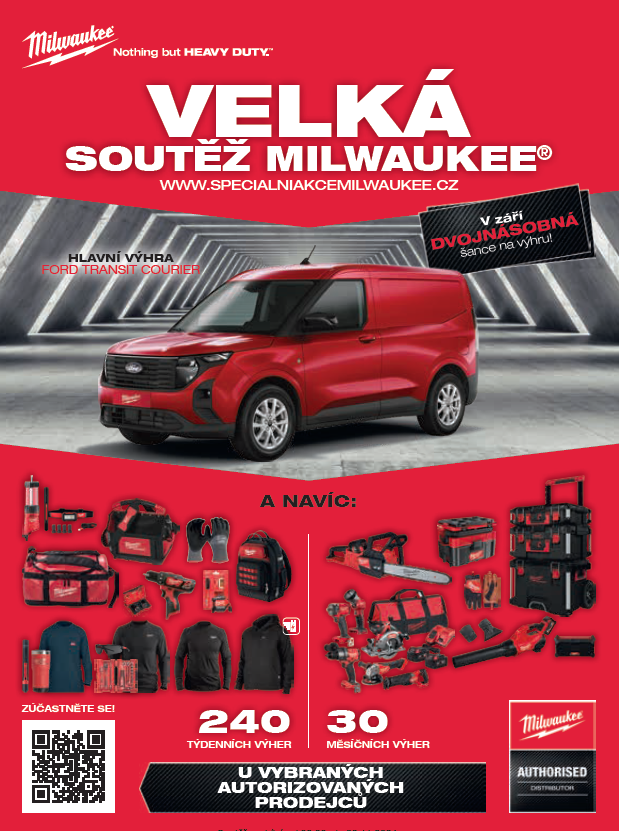 Milwaukee
Nothing but HEAVY DUTY.™
VELKÁ
SOUTĚŽ MILWAUKEE®
WWW.SPECIALNIAKCEMILWAUKEE.CZ
V září
DVOJNÁSOBNÁ
šance na výhru!
HLAVNÍ VÝHRA
FORD TRANSIT COURIER
A NAVÍC:
ZÚČASTNĚTE SE!
240
TÝDENNÍCH VÝHER
30
MĚSÍČNÍCH VÝHER
U VYBRANÝCH
AUTORIZOVANÝCH
PRODEJCŮ
Milwaukee
AUTHORISED
DISTRIBUTOR